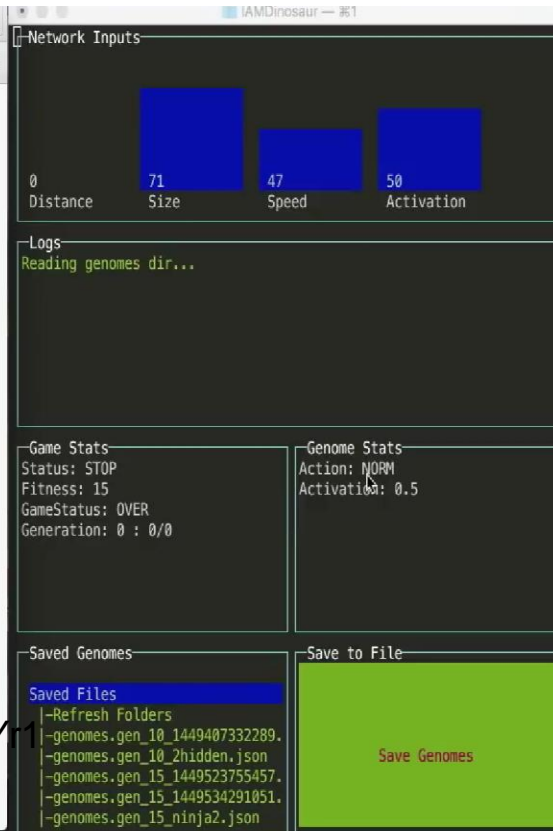 IAMDinosaur — ⌘1
Network Inputs
0 71 47 50
Distance Size Speed Activation
Logs
Reading genomes dir...
Game Stats
Status: STOP
Fitness: 15
GameStatus: OVER
Generation: 0 : 0/0
Genome Stats
Action: NORM
Activation: 0.5
Saved Genomes
Saved Files
|-Refresh Folders
|-genomes.gen_10_1449407332289.
|-genomes.gen_10_2hidden.json
|-genomes.gen_15_1449523755457.
|-genomes.gen_15_1449534291051.
|-genomes.gen_15_ninja2.json
Save to File
Save Genomes